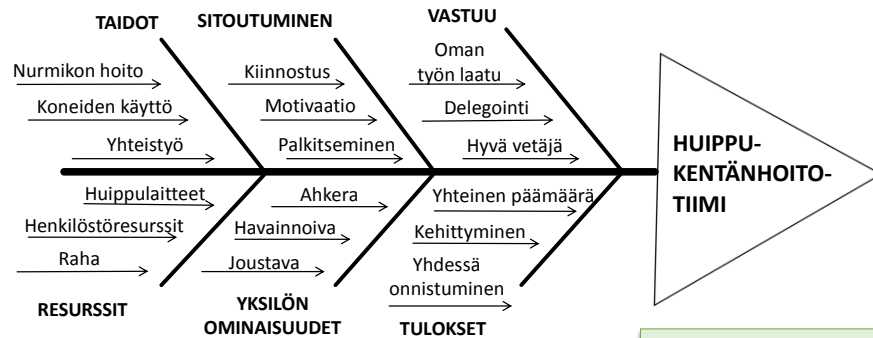 TAIDOT
SITOUTUMINEN
VASTUU
Nurmikon hoito
Koneiden käyttö
Yhteistyö
Kiinnostus
Motivaatio
Palkitseminen
Oman
työn laatu
Delegointi
Hyvä vetäjä
HUIPPU-
KENTÄNHOITO-
TIIMI
Huippulaitteet
Henkilöstöresurssit
Raha
Ahkera
Havainnoiva
Joustava
Yhteinen päämäärä
Kehittyminen
Yhdessä
onnistuminen
RESURSSIT
YKSILÖN
OMINAISUUDET
TULOKSET